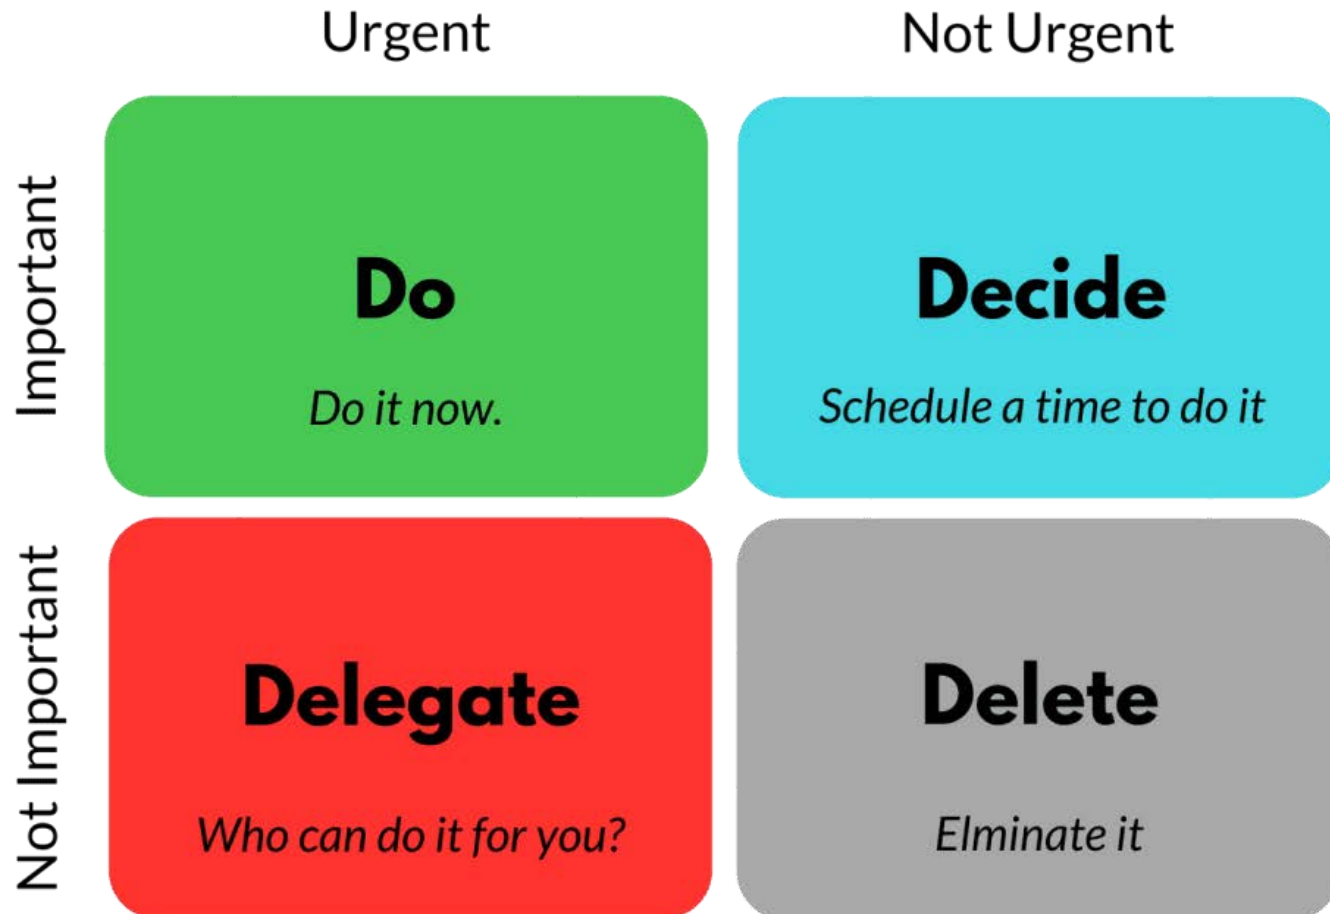 Urgent
Not Urgent
Important
Do
Do it now.
Decide
Schedule a time to do it
Not Important
Delegate
Who can do it for you?
Delete
Elminate it